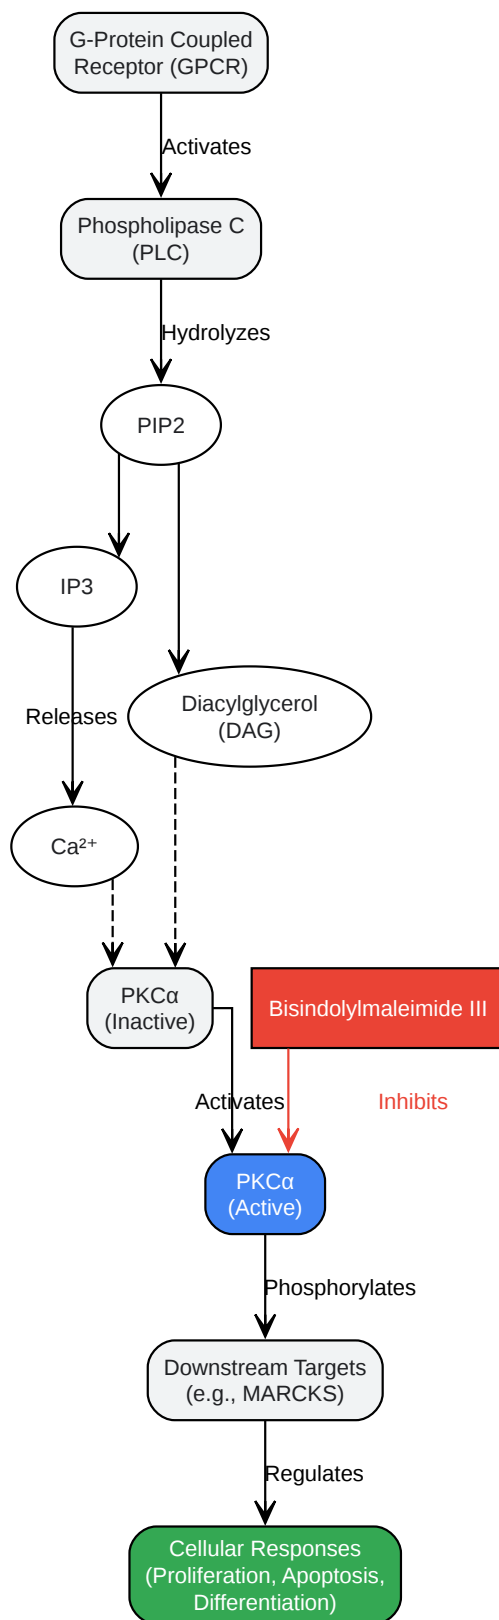 G-Protein Coupled
Receptor (GPCR)
Activates
Phospholipase C
(PLC)
Hydrolyzes
PIP2
IP3
Diacylglycerol
(DAG)
Releases
Ca²⁺
PKCα
(Inactive)
Bisindolylmaleimide III
Activates
Inhibits
PKCα
(Active)
Phosphorylates
Downstream Targets
(e.g., MARCKS)
Regulates
Cellular Responses
(Proliferation, Apoptosis,
Differentiation)